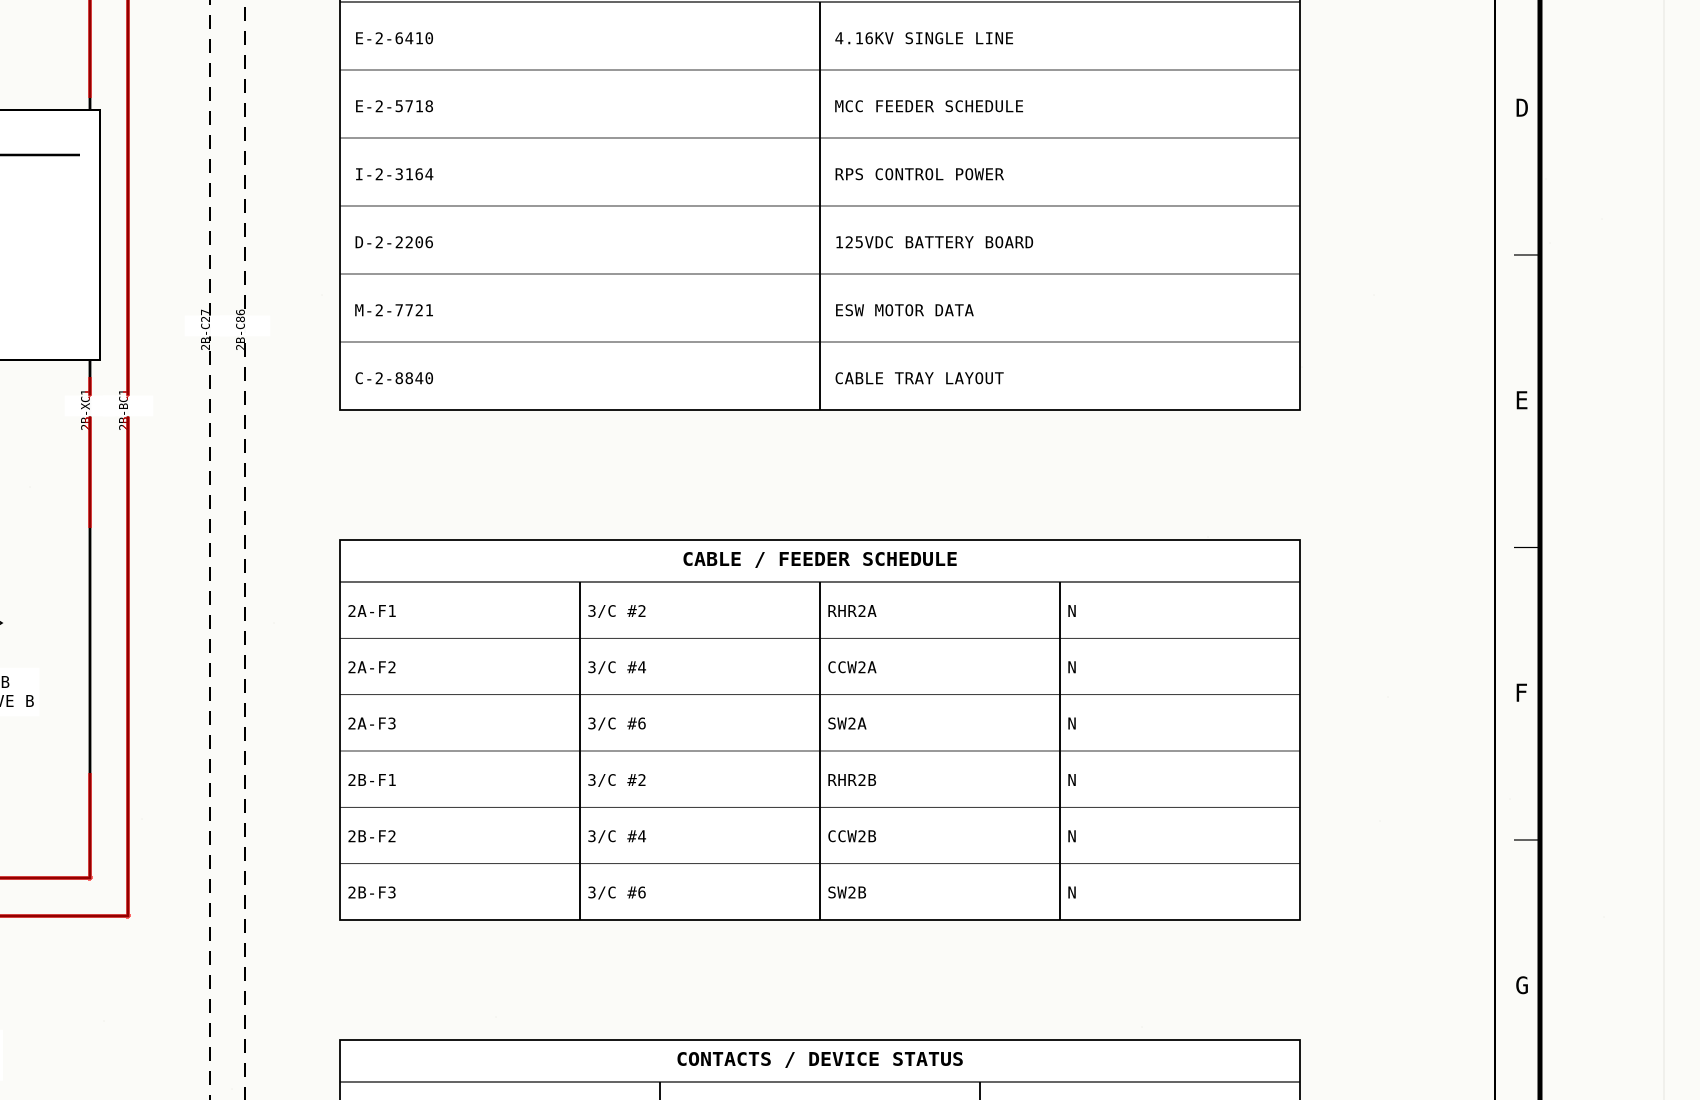 E-2-6410 4.16KV SINGLE LINE
E-2-5718 MCC FEEDER SCHEDULE
I-2-3164 RPS CONTROL POWER
D-2-2206 125VDC BATTERY BOARD
M-2-7721 ESW MOTOR DATA
C-2-8840 CABLE TRAY LAYOUT
D
E
F
G
2B-C27
2B-C86
2B-XC1
2B-BC1
B
VE B
CABLE / FEEDER SCHEDULE
2A-F1 3/C #2 RHR2A N
2A-F2 3/C #4 CCW2A N
2A-F3 3/C #6 SW2A N
2B-F1 3/C #2 RHR2B N
2B-F2 3/C #4 CCW2B N
2B-F3 3/C #6 SW2B N
CONTACTS / DEVICE STATUS